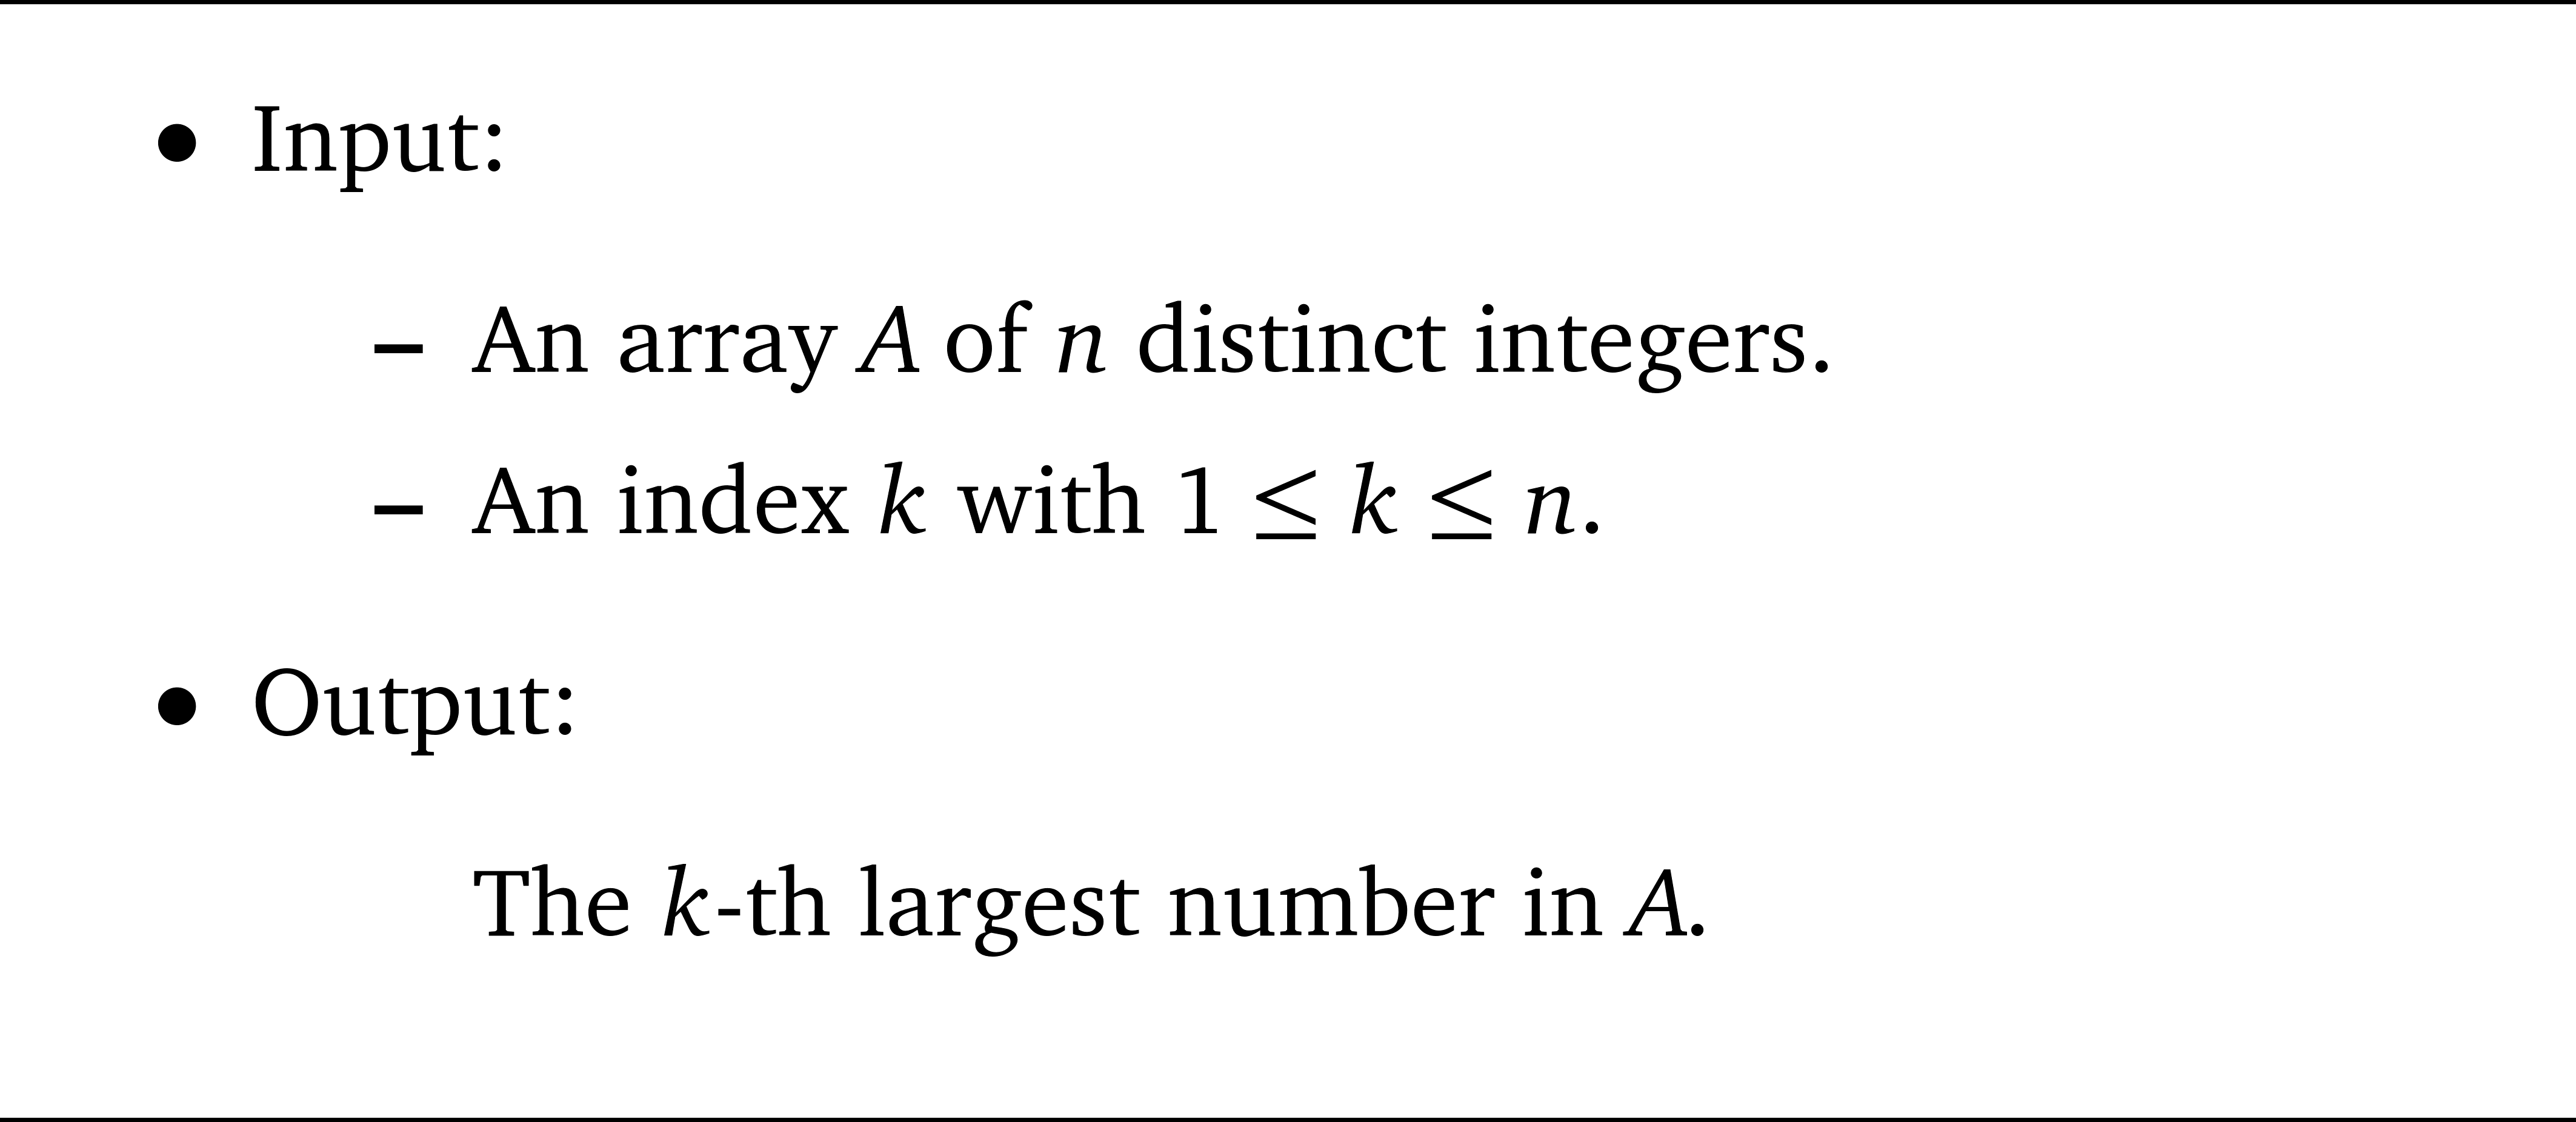 • Input:
– An array A of n distinct integers.
– An index k with 1 ≤ k ≤ n.
• Output:
The k-th largest number in A.